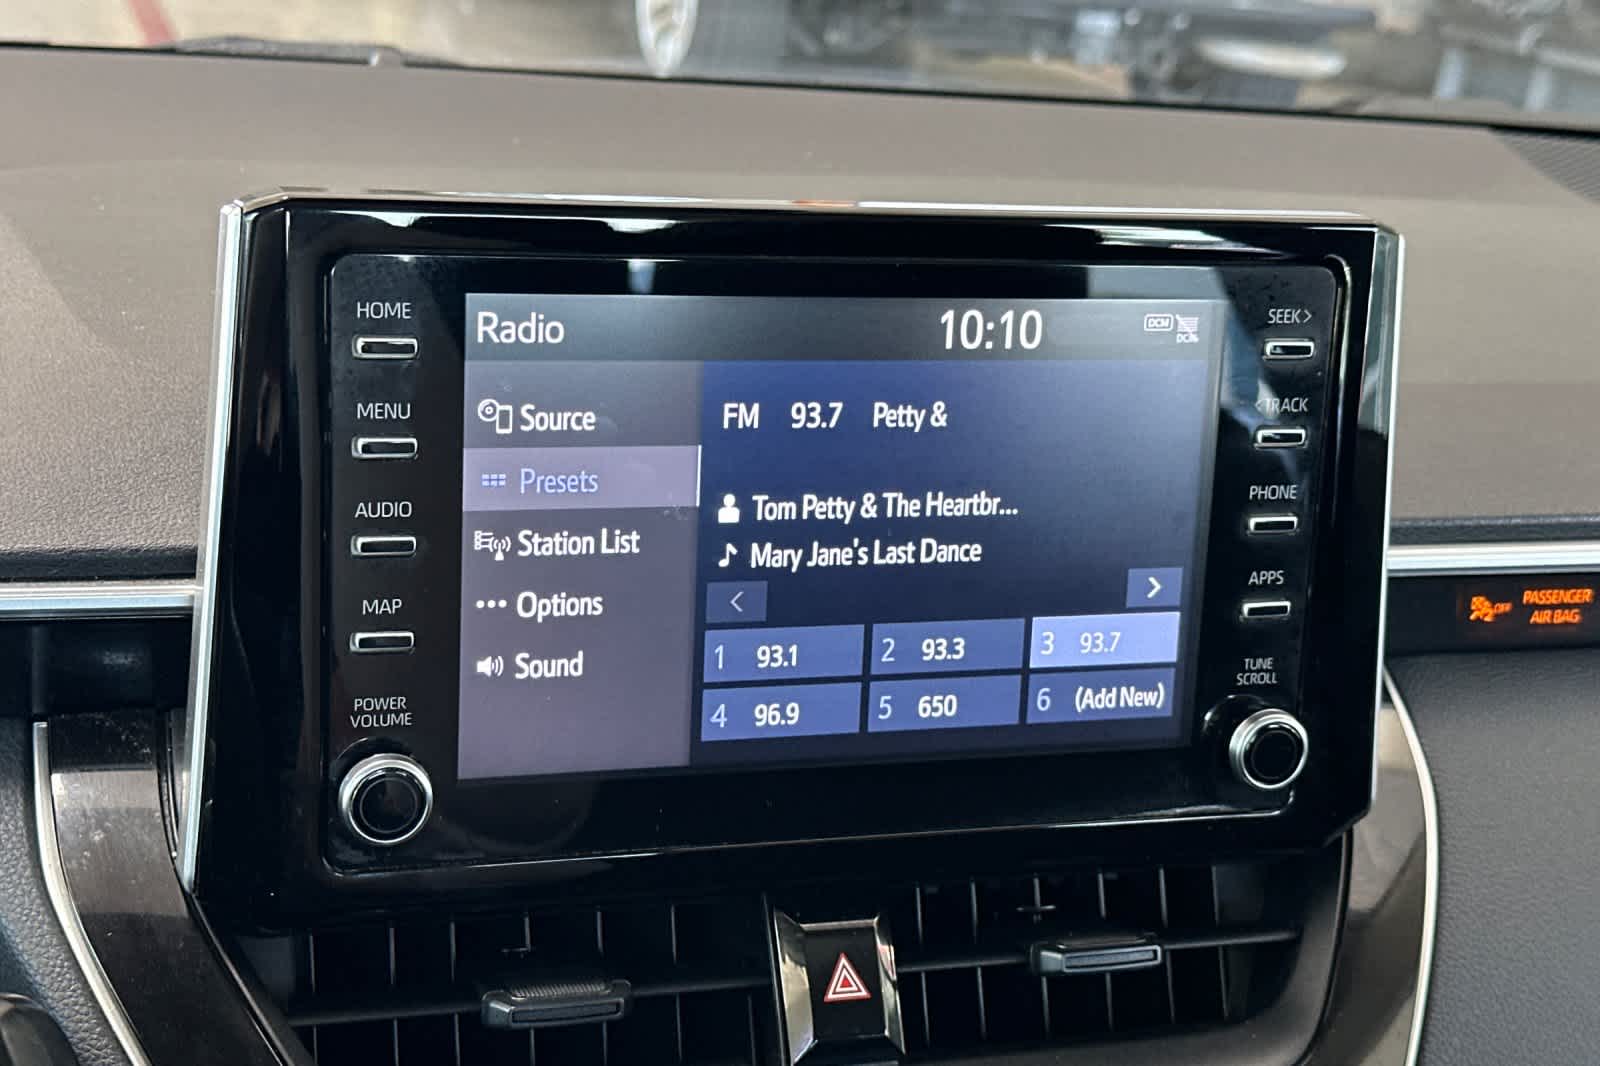 HOME
MENU
AUDIO
MAP
POWER
VOLUME
Radio
10:10
DCM
Source
Presets
Station List
Options
Sound
FM 93.7 Petty &
Tom Petty & The Heartbr...
Mary Jane's Last Dance
< >
1 93.1
2 93.3
3 93.7
4 96.9
5 650
6 (Add New)
SEEK>
<TRACK
PHONE
APPS
TUNE
SCROLL
OFF
PASSENGER
AIR BAG